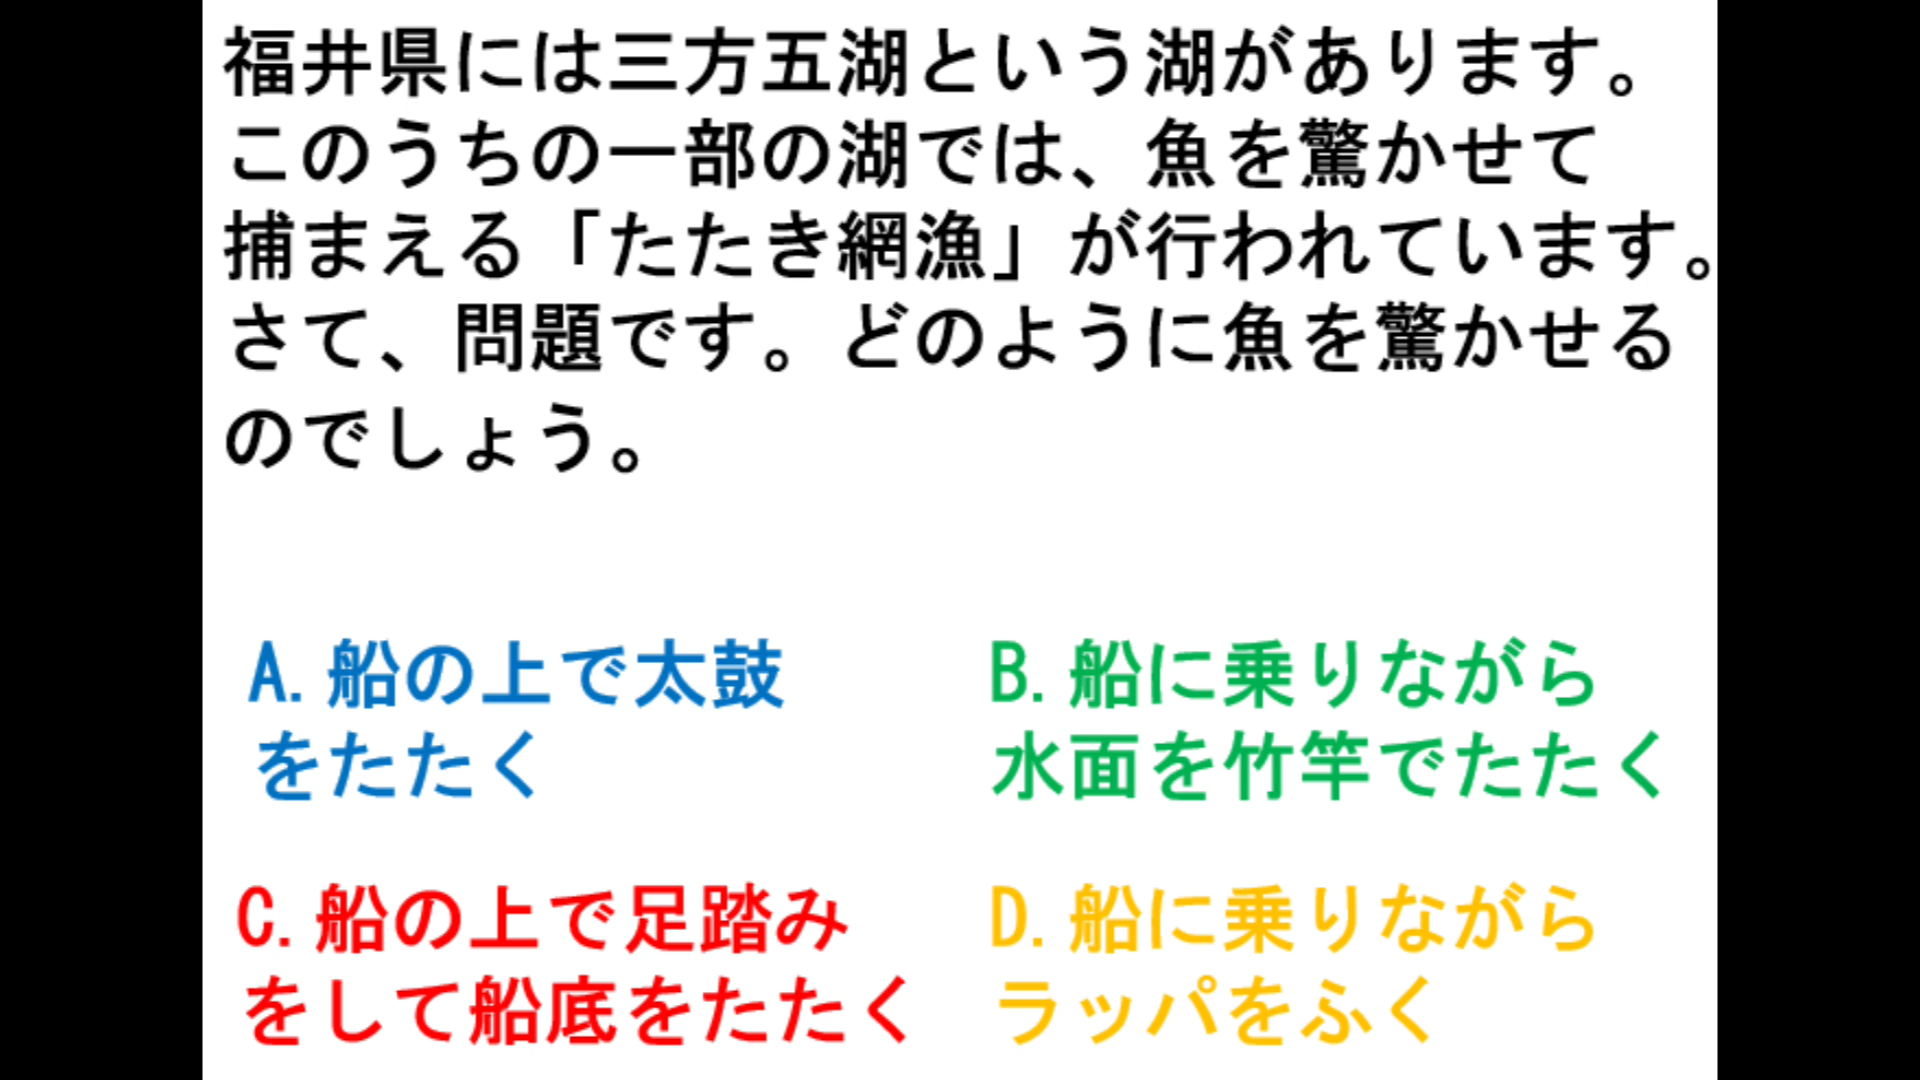 福井県には三方五湖という湖があります。
このうちの一部の湖では、魚を驚かせて
捕まえる「たたき網漁」が行われています。
さて、問題です。どのように魚を驚かせる
のでしょう。
A.船の上で太鼓
をたたく
B.船に乗りながら
水面を竹竿でたたく
C.船の上で足踏み
をして船底をたたく
D.船に乗りながら
ラッパをふく